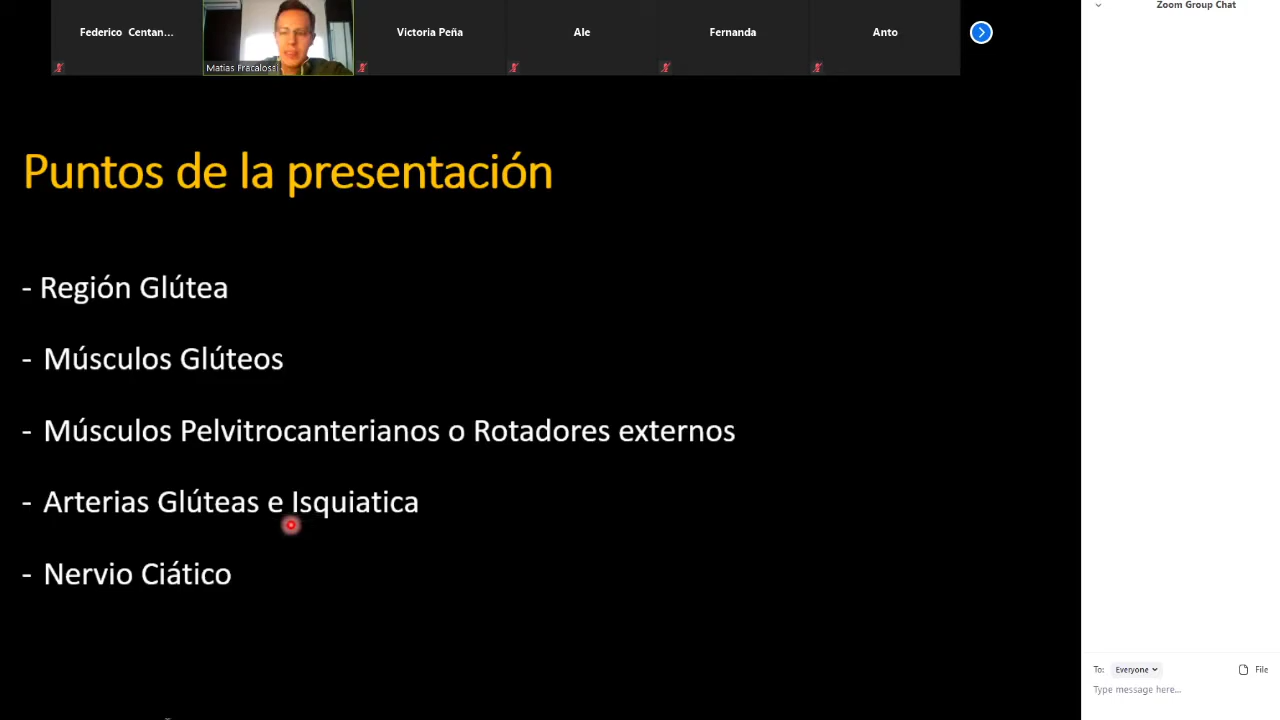 Federico Centan...
Matias Fracalossi
Victoria Peña
Ale
Fernanda
Anto
Zoom Group Chat
Puntos de la presentación
- Región Glútea
- Músculos Glúteos
- Músculos Pelvitrocanterianos o Rotadores externos
- Arterias Glúteas e Isquiatica
- Nervio Ciático
To: Everyone
File
Type message here...